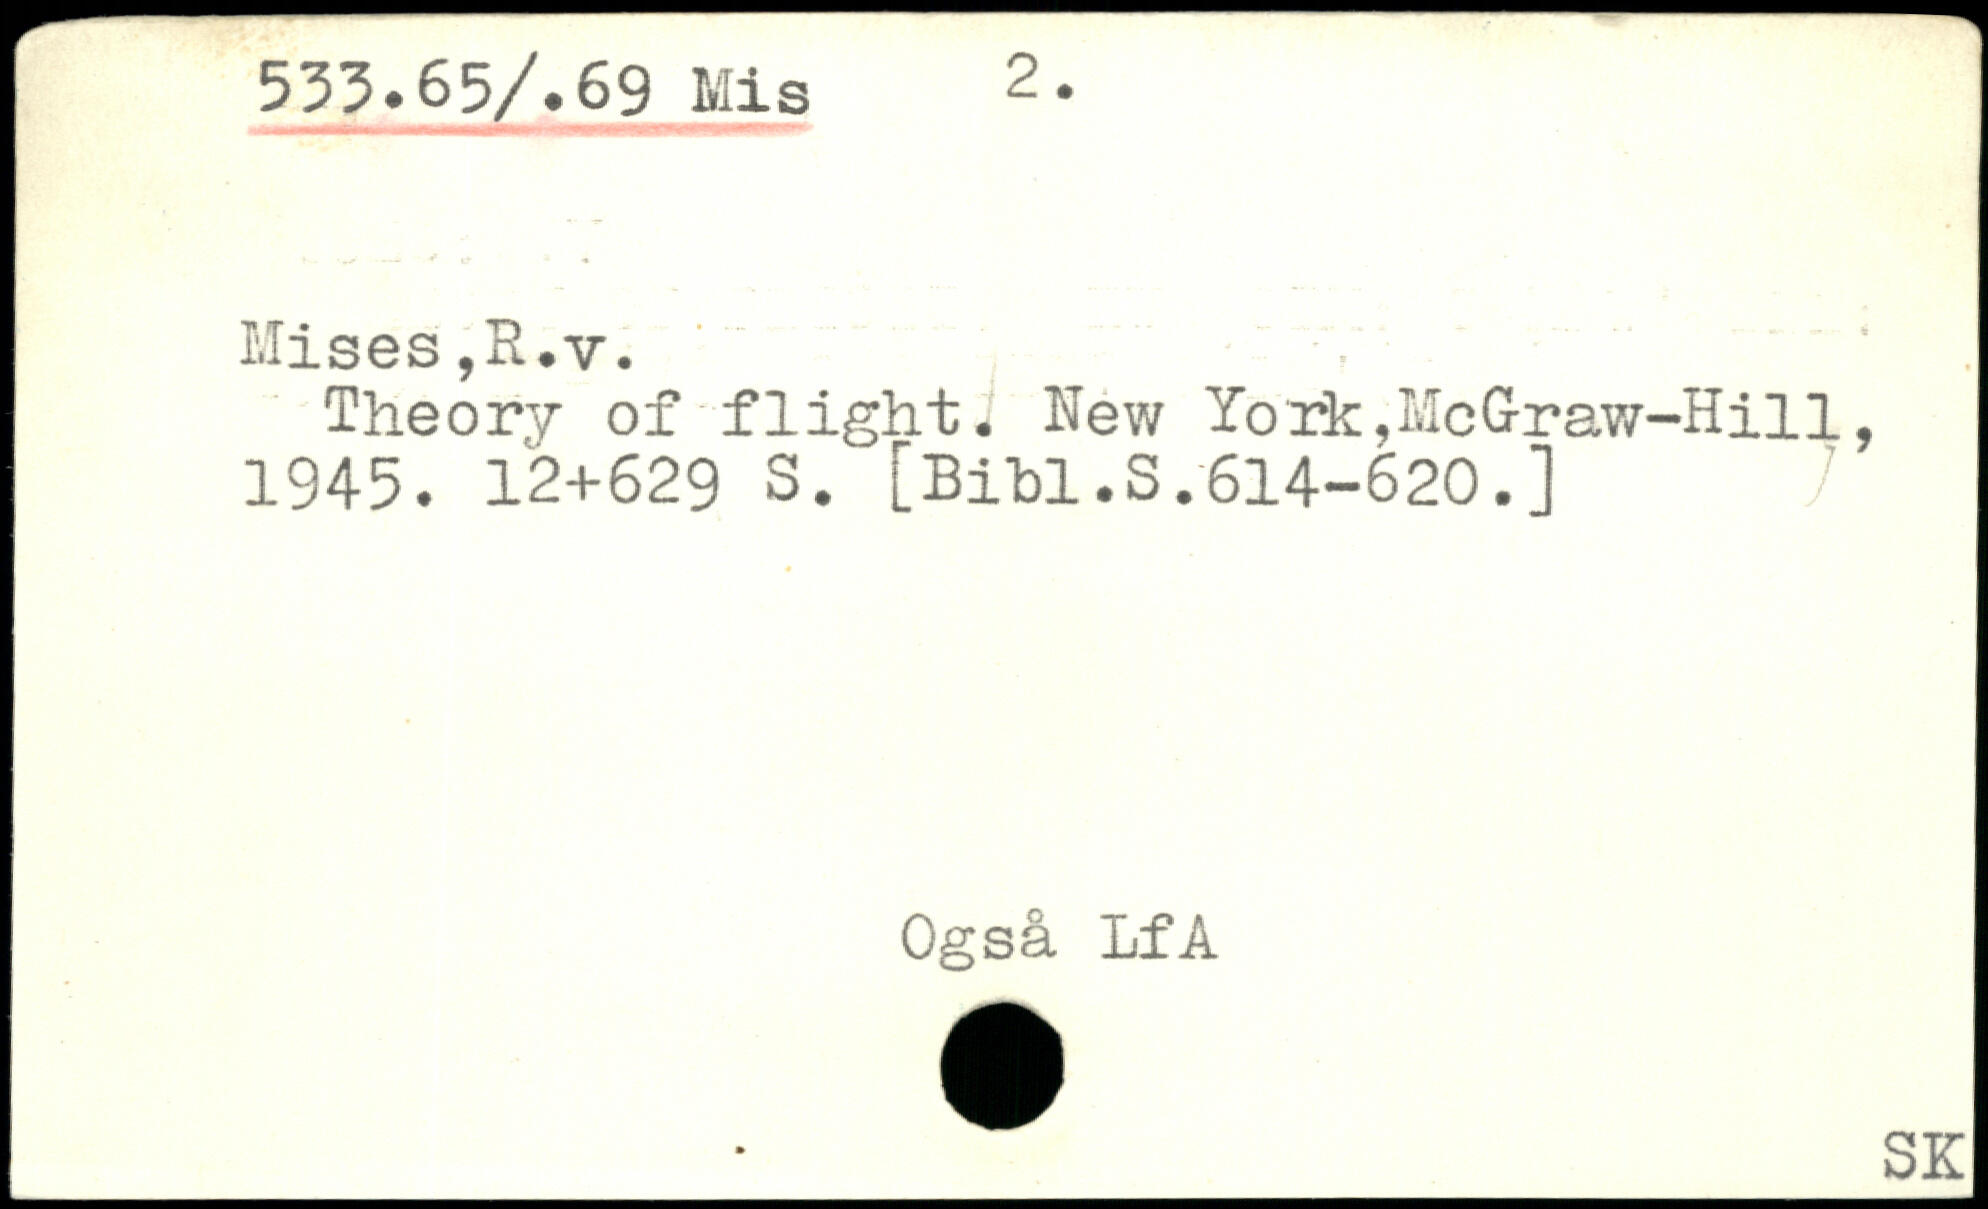 533.65/.69 Mis 2.
Mises,R.v.
Theory of flight. New York,McGraw-Hill,
1945. 12+629 S. [Bibl.S.614-620.]
Også LfA
SK